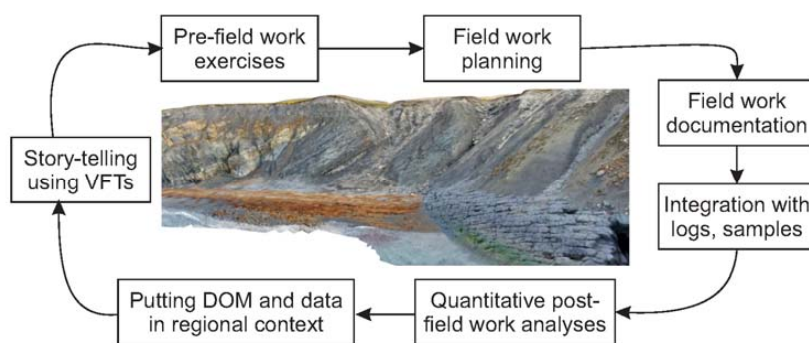 Pre-field work
exercises
Field work
planning
Field work
documentation
Integration with
logs, samples
Quantitative post-
field work analyses
Putting DOM and data
in regional context
Story-telling
using VFTs